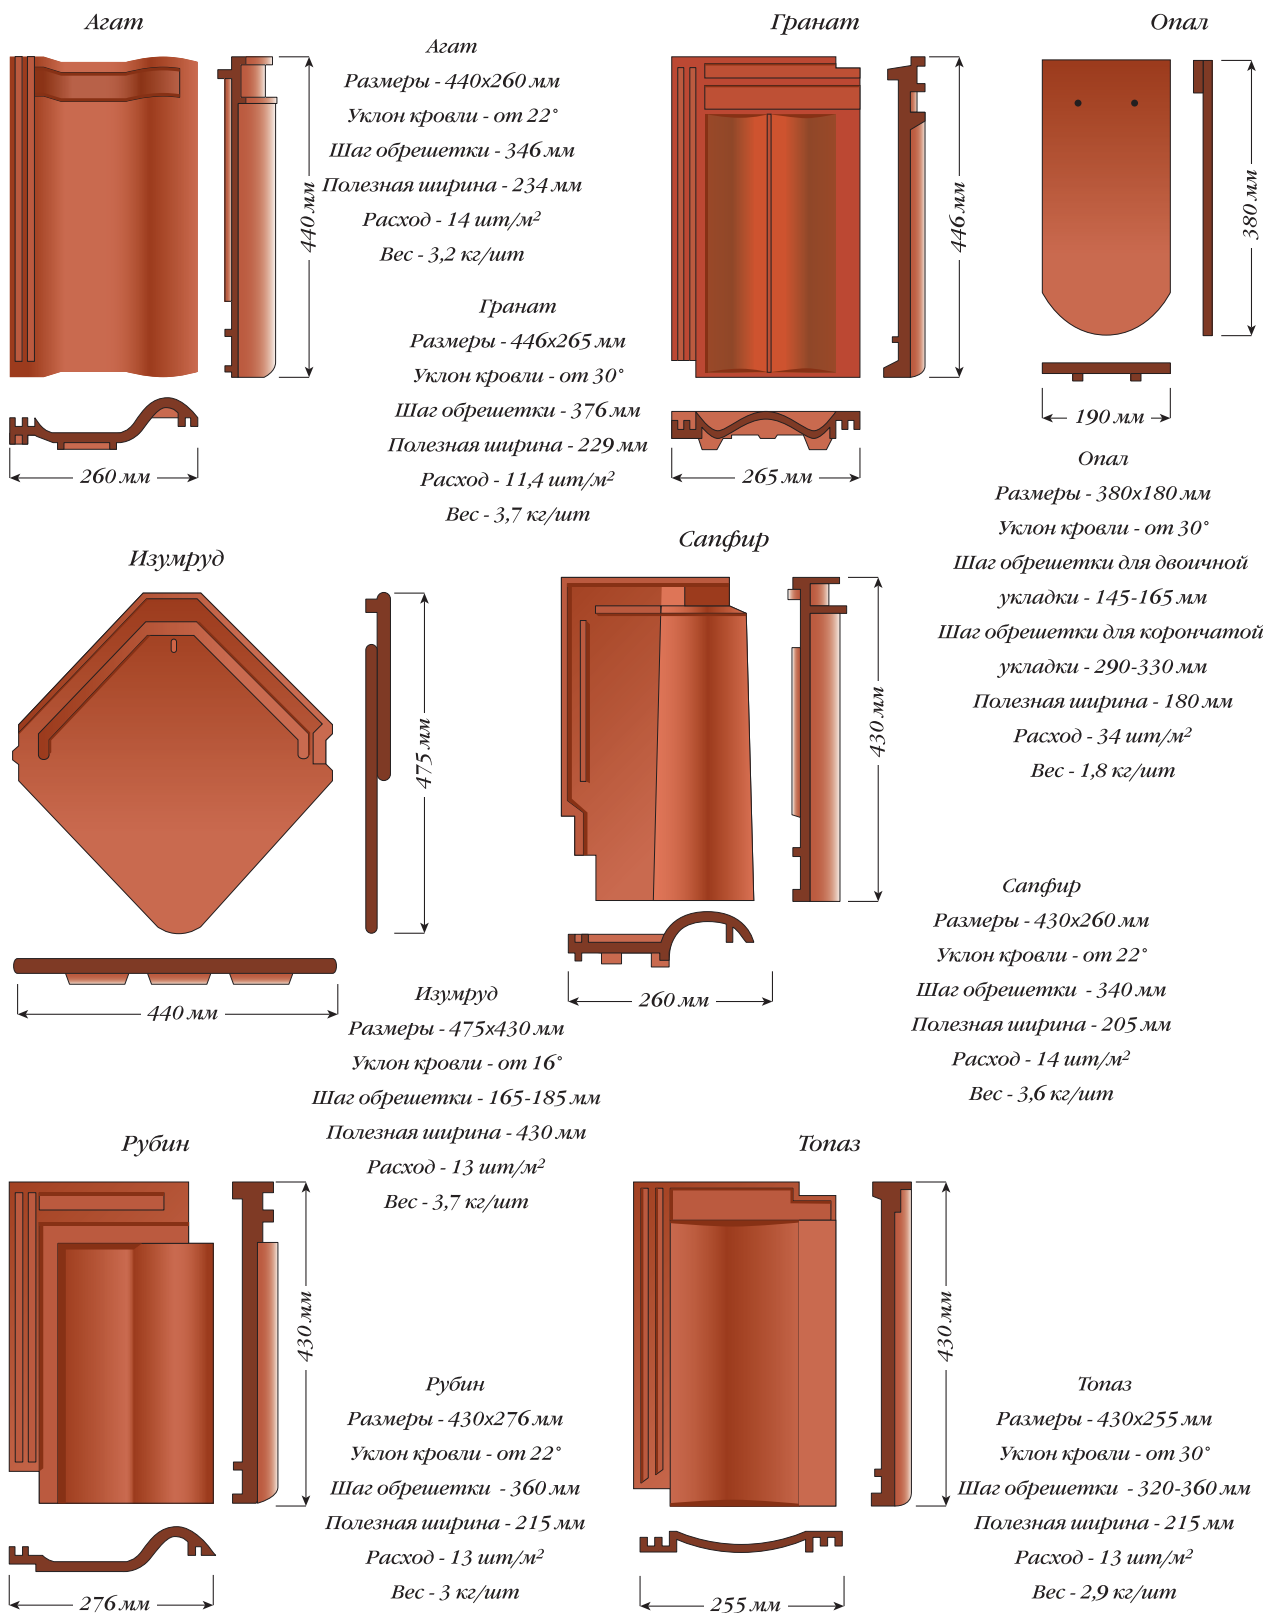 Агат
440 мм
260 мм
Агат
Размеры - 440х260 мм
Уклон кровли - от 22°
Шаг обрешетки - 346 мм
Полезная ширина - 234 мм
Расход - 14 шт/м²
Вес - 3,2 кг/шт
Гранат
446 мм
265 мм
Гранат
Размеры - 446х265 мм
Уклон кровли - от 30°
Шаг обрешетки - 376 мм
Полезная ширина - 229 мм
Расход - 11,4 шт/м²
Вес - 3,7 кг/шт
Опал
380 мм
190 мм
Опал
Размеры - 380х180 мм
Уклон кровли - от 30°
Шаг обрешетки для двоичной
укладки - 145-165 мм
Шаг обрешетки для корончатой
укладки - 290-330 мм
Полезная ширина - 180 мм
Расход - 34 шт/м²
Вес - 1,8 кг/шт
Изумруд
475 мм
440 мм
Изумруд
Размеры - 475х430 мм
Уклон кровли - от 16°
Шаг обрешетки - 165-185 мм
Полезная ширина - 430 мм
Расход - 13 шт/м²
Вес - 3,7 кг/шт
Сапфир
430 мм
260 мм
Сапфир
Размеры - 430х260 мм
Уклон кровли - от 22°
Шаг обрешетки - 340 мм
Полезная ширина - 205 мм
Расход - 14 шт/м²
Вес - 3,6 кг/шт
Рубин
430 мм
276 мм
Рубин
Размеры - 430х276 мм
Уклон кровли - от 22°
Шаг обрешетки - 360 мм
Полезная ширина - 215 мм
Расход - 13 шт/м²
Вес - 3 кг/шт
Топаз
430 мм
255 мм
Топаз
Размеры - 430х255 мм
Уклон кровли - от 30°
Шаг обрешетки - 320-360 мм
Полезная ширина - 215 мм
Расход - 13 шт/м²
Вес - 2,9 кг/шт